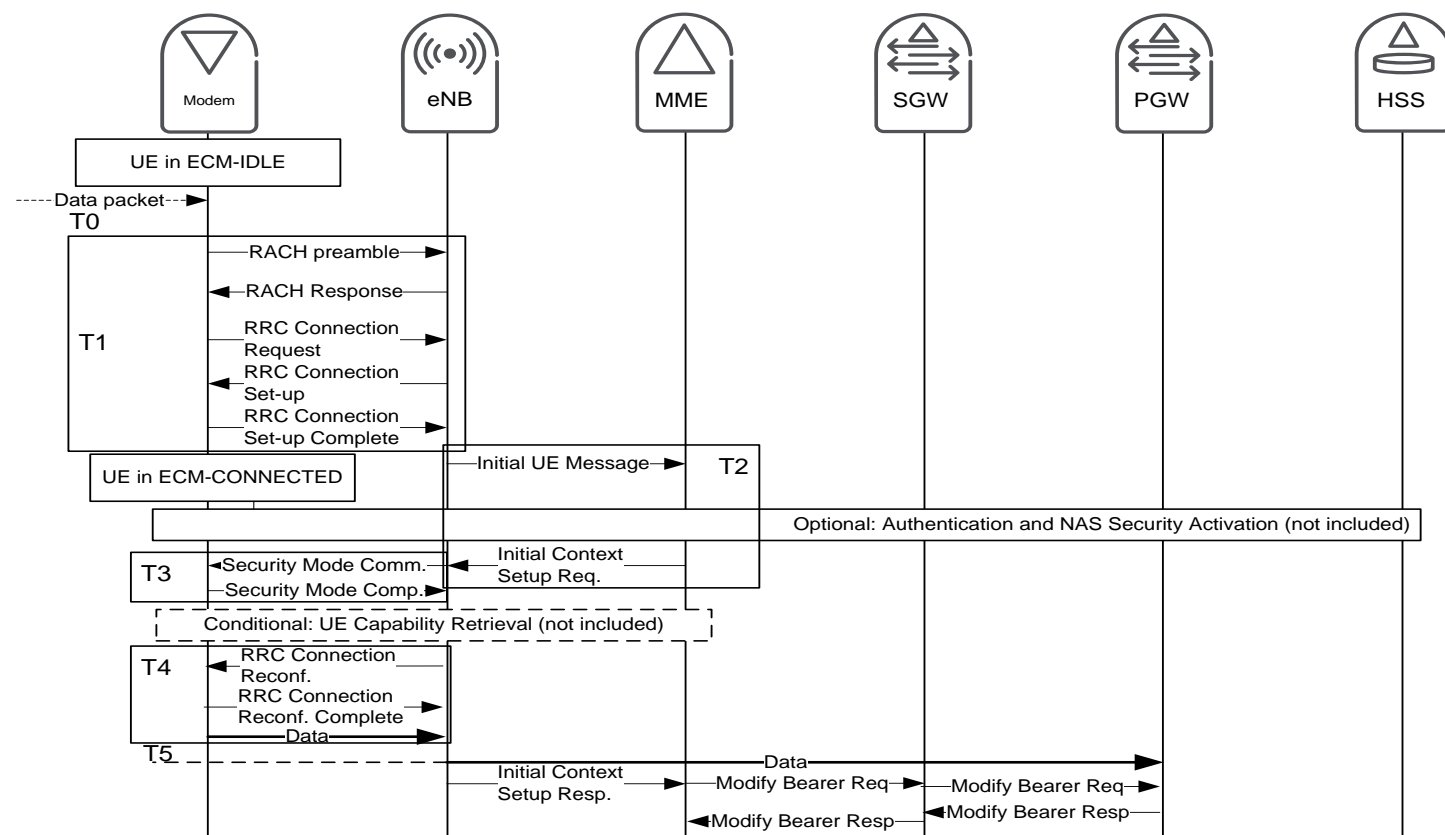 Modem
eNB
MME
SGW
PGW
HSS
UE in ECM-IDLE
Data packet
T0
RACH preamble
RACH Response
T1
RRC Connection
Request
RRC Connection
Set-up
RRC Connection
Set-up Complete
Initial UE Message
T2
UE in ECM-CONNECTED
Optional: Authentication and NAS Security Activation (not included)
Initial Context
Setup Req.
T3
Security Mode Comm.
Security Mode Comp.
Conditional: UE Capability Retrieval (not included)
T4
RRC Connection
Reconf.
RRC Connection
Reconf. Complete
Data
T5
Data
Initial Context
Setup Resp.
Modify Bearer Req
Modify Bearer Req
Modify Bearer Resp
Modify Bearer Resp